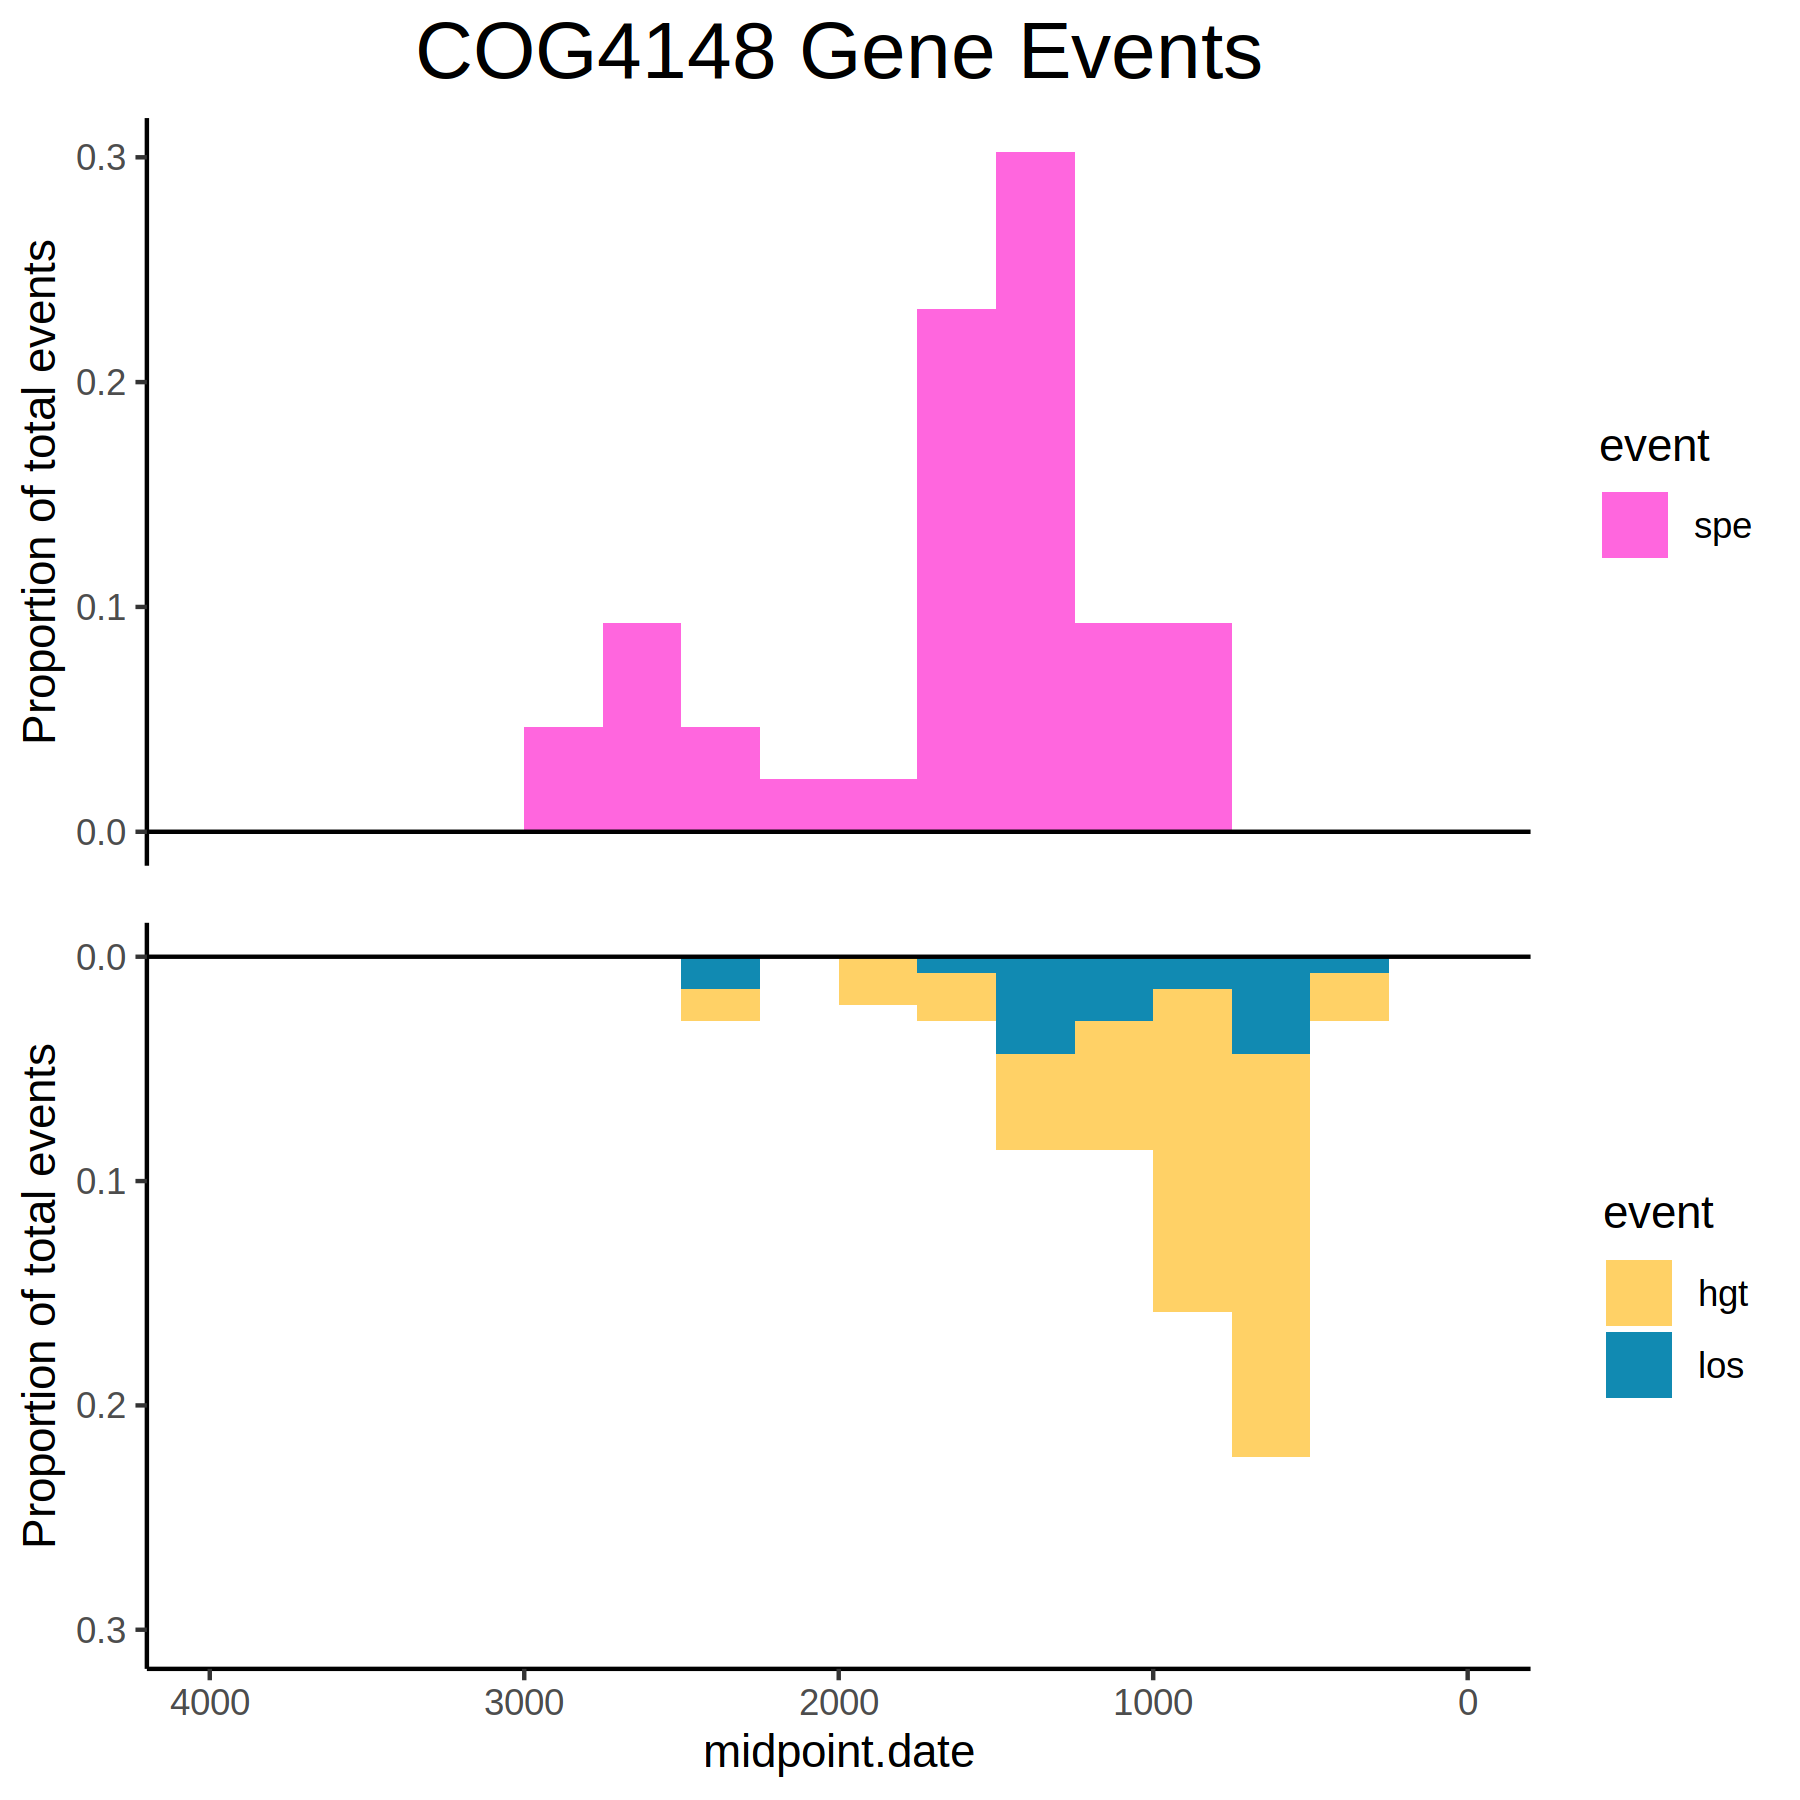 COG4148 Gene Events
Proportion of total events
0.3
0.2
0.1
0.0
event
spe
Proportion of total events
0.0
0.1
0.2
0.3
event
hgt
los
4000 3000 2000 1000 0
midpoint.date